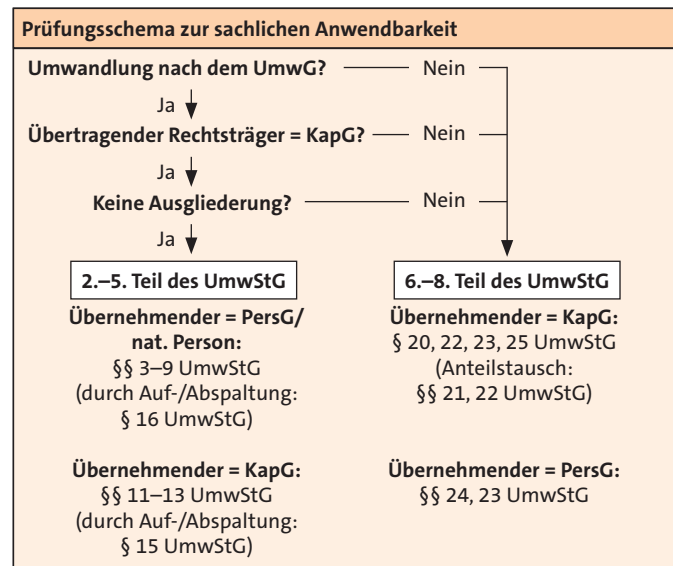 Prüfungsschema zur sachlichen Anwendbarkeit
Umwandlung nach dem UmwG? Nein
Ja
Übertragender Rechtsträger = KapG? Nein
Ja
Keine Ausgliederung? Nein
Ja
2.–5. Teil des UmwStG
Übernehmender = PersG/
nat. Person:
§§ 3–9 UmwStG
(durch Auf-/Abspaltung:
§ 16 UmwStG)
Übernehmender = KapG:
§§ 11–13 UmwStG
(durch Auf-/Abspaltung:
§ 15 UmwStG)
6.–8. Teil des UmwStG
Übernehmender = KapG:
§ 20, 22, 23, 25 UmwStG
(Anteilstausch:
§§ 21, 22 UmwStG)
Übernehmender = PersG:
§§ 24, 23 UmwStG